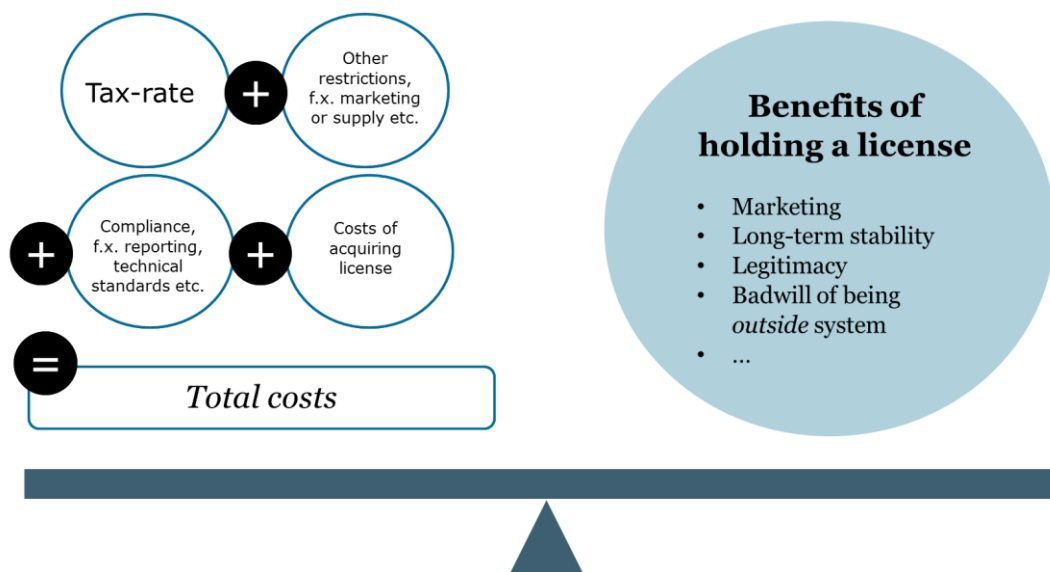 Tax-rate
+
Other
restrictions,
f.x. marketing
or supply etc.
+
Compliance,
f.x. reporting,
technical
standards etc.
+
Costs of
acquiring
license
=
Total costs
Benefits of
holding a license
• Marketing
• Long-term stability
• Legitimacy
• Badwill of being
outside system
• ...